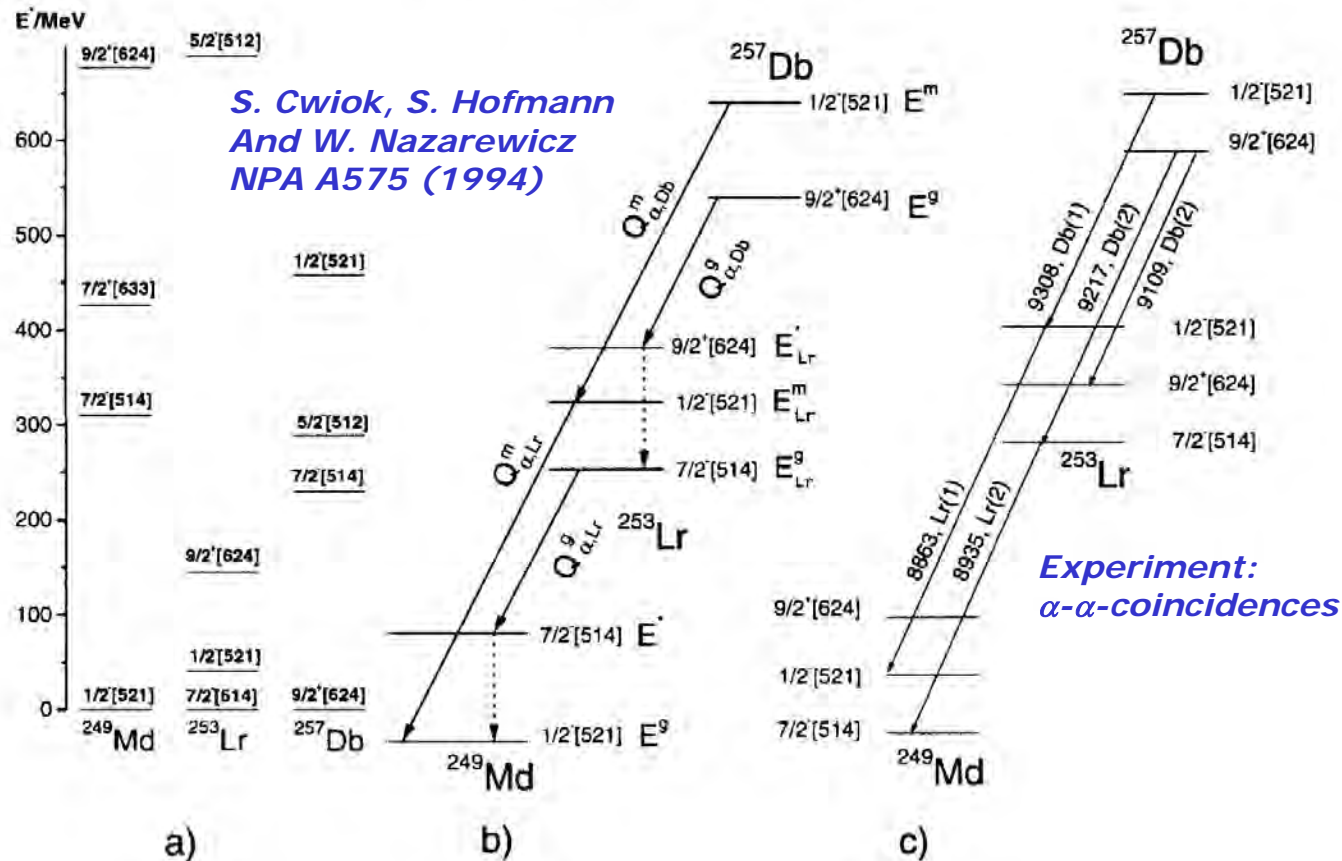 E*/MeV
600
500
400
300
200
100
0
9/2+[624]
7/2+[633]
7/2-[514]
1/2-[521]
249Md
5/2-[512]
9/2+[624]
1/2-[521]
7/2-[514]
253Lr
1/2-[521]
5/2-[512]
7/2-[514]
9/2+[624]
257Db
a)
S. Cwiok, S. Hofmann
And W. Nazarewicz
NPA A575 (1994)
257Db
1/2-[521] Em
9/2+[624] Eg
Qmα,Db
Qgα,Db
9/2+[624] E*Lr
1/2-[521] EmLr
7/2-[514] EgLr
253Lr
Qmα,Lr
Qgα,Lr
7/2-[514] E*
1/2-[521] Eg
249Md
b)
257Db
1/2-[521]
9/2+[624]
9308, Db(1)
9217, Db(2)
9109, Db(2)
1/2-[521]
9/2+[624]
7/2-[514]
253Lr
8863, Lr(1)
8935, Lr(2)
Experiment:
α-α-coincidences
9/2+[624]
1/2-[521]
7/2-[514]
249Md
c)